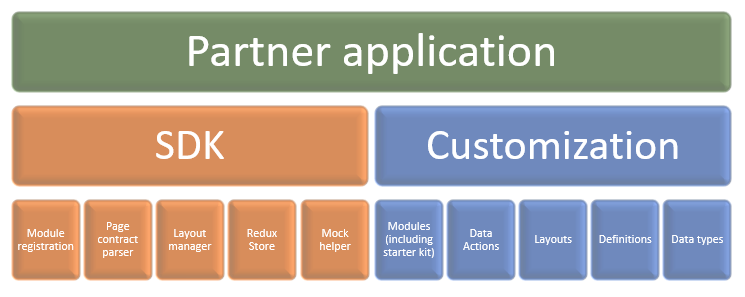 Partner application
SDK
Customization
Module
registration
Page
contract
parser
Layout
manager
Redux
Store
Mock
helper
Modules
(including
starter kit)
Data
Actions
Layouts
Definitions
Data types